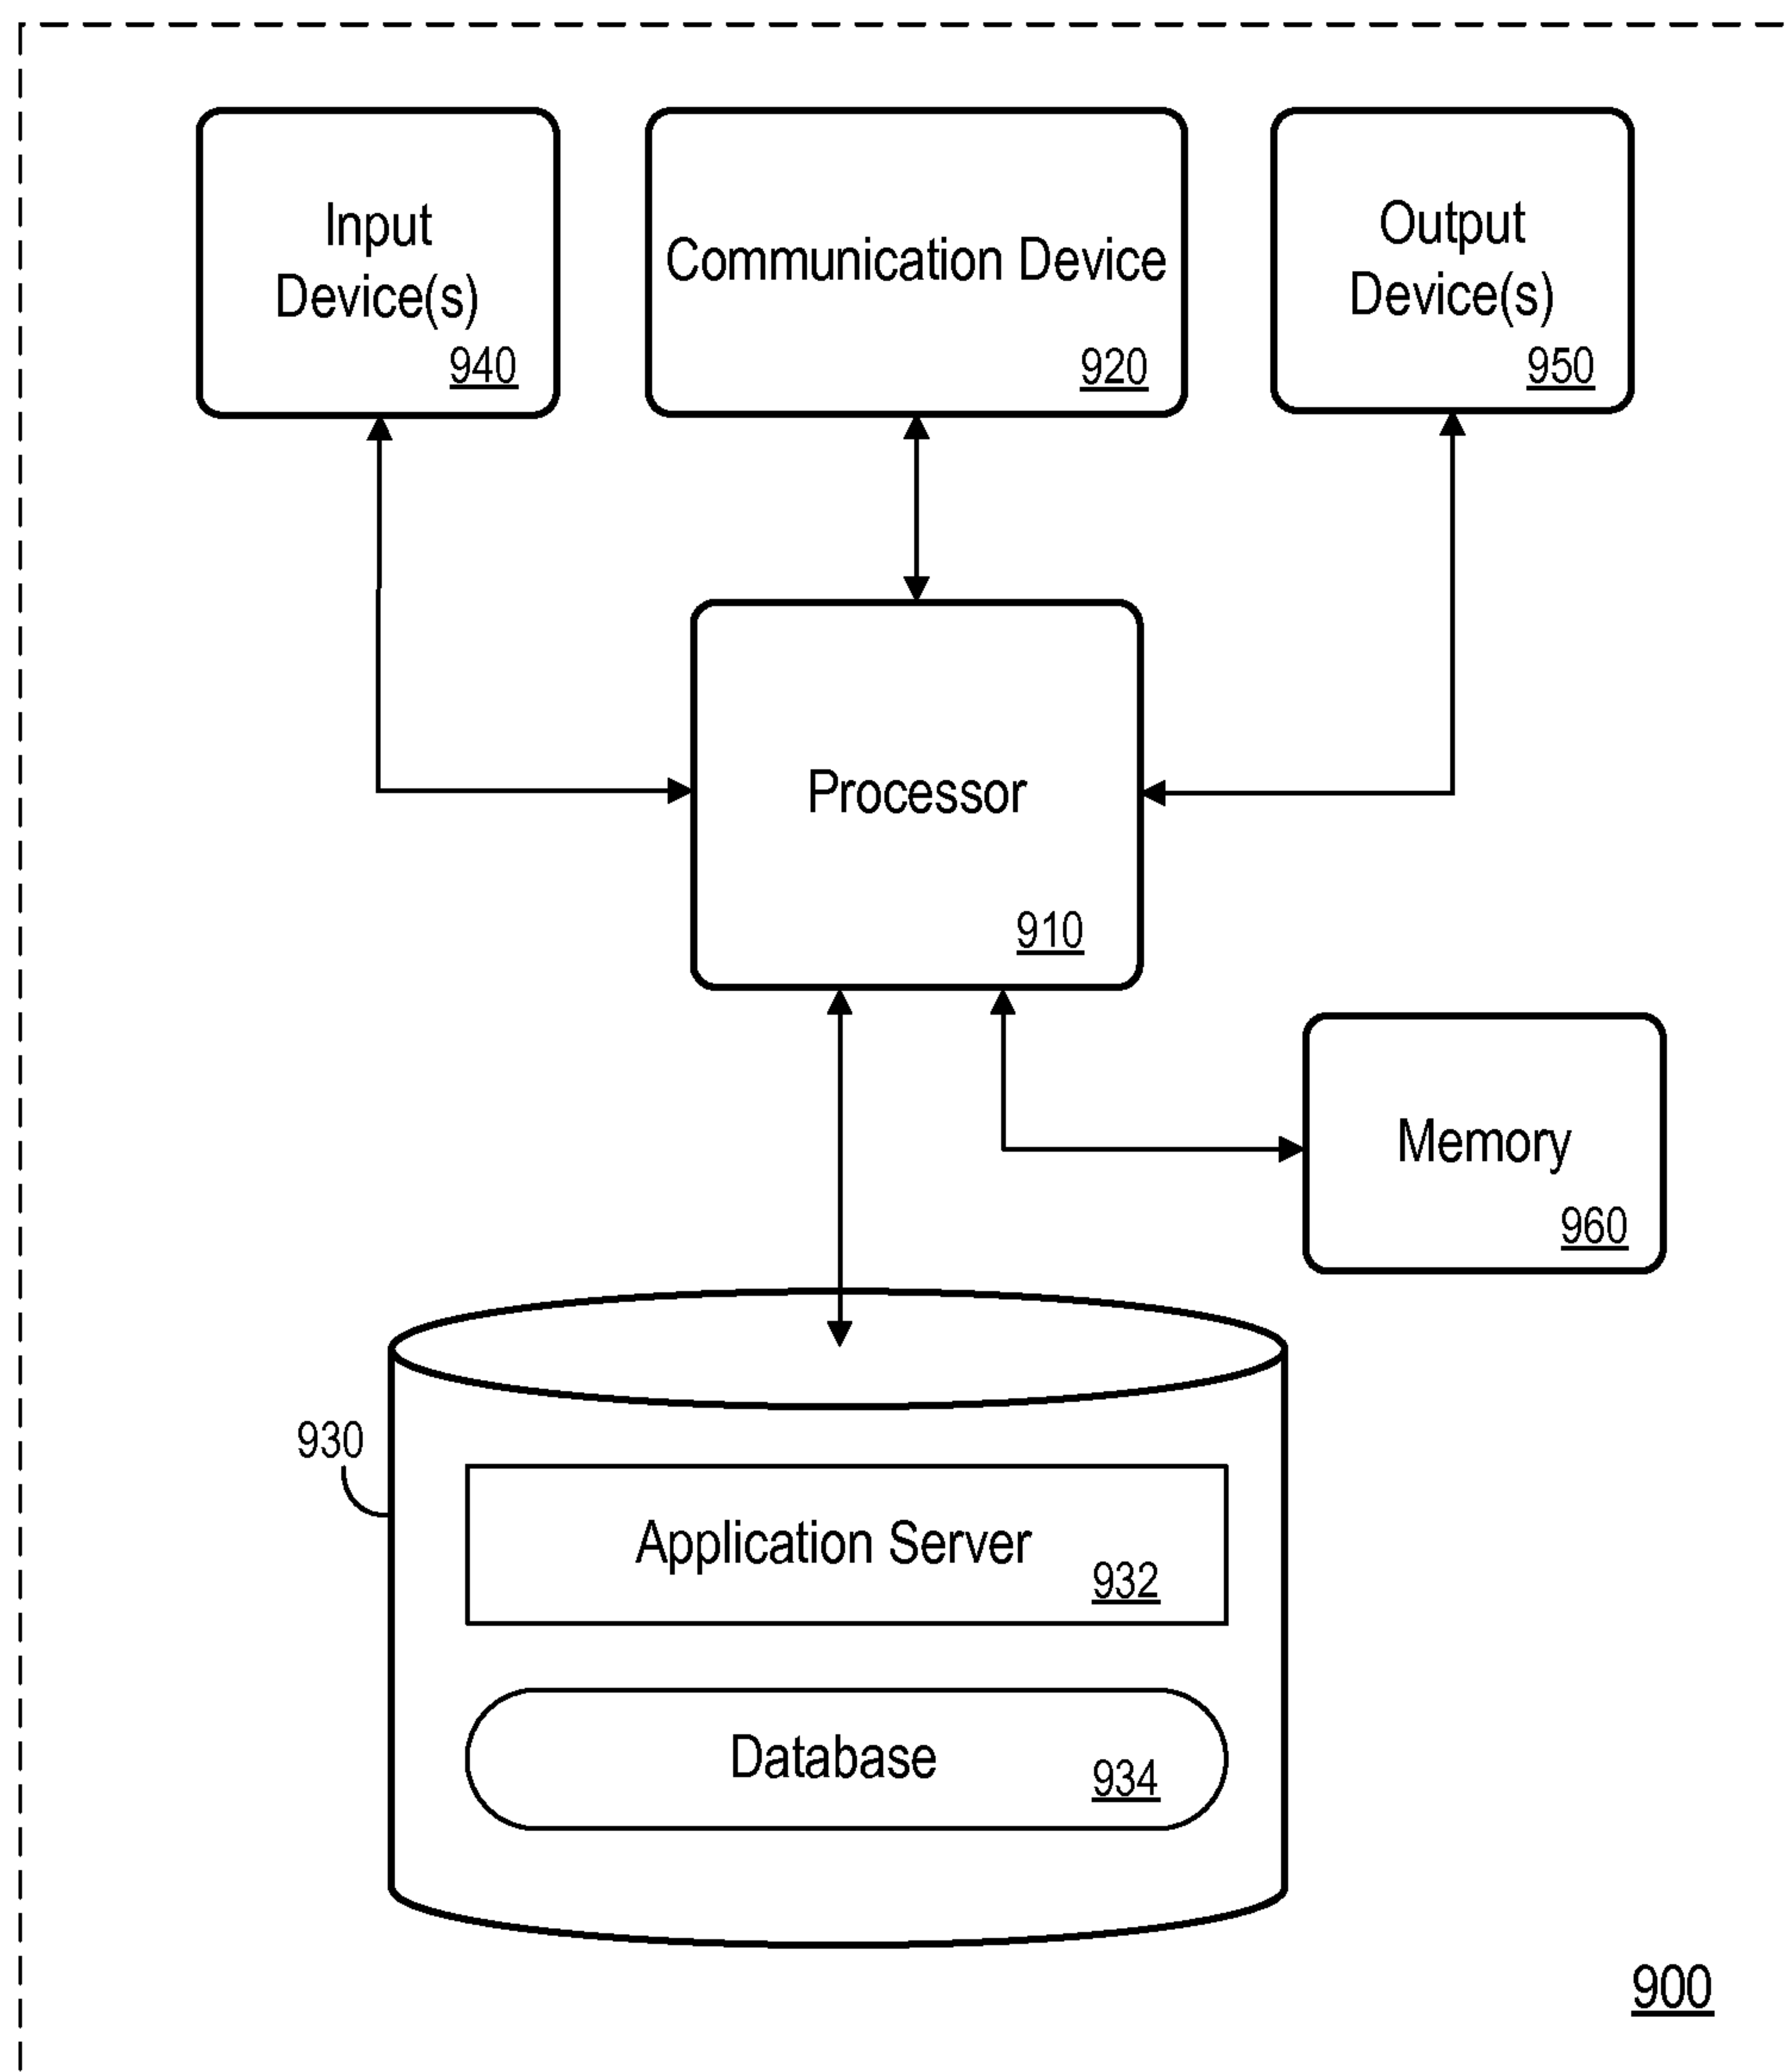 Input
Device(s)
940
Communication Device
920
Output
Device(s)
950
Processor
910
Memory
960
930
Application Server
932
Database
934
900